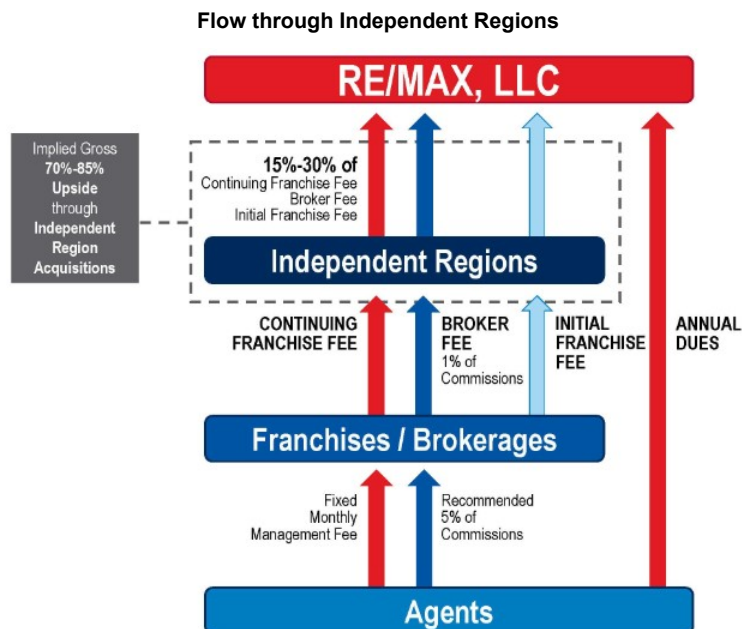 Flow through Independent Regions
RE/MAX, LLC
Implied Gross
70%-85%
Upside
through
Independent
Region
Acquisitions
15%-30% of
Continuing Franchise Fee
Broker Fee
Initial Franchise Fee
Independent Regions
CONTINUING
FRANCHISE FEE
BROKER
FEE
1% of
Commissions
INITIAL
FRANCHISE
FEE
ANNUAL
DUES
Franchises / Brokerages
Fixed
Monthly
Management Fee
Recommended
5% of
Commissions
Agents